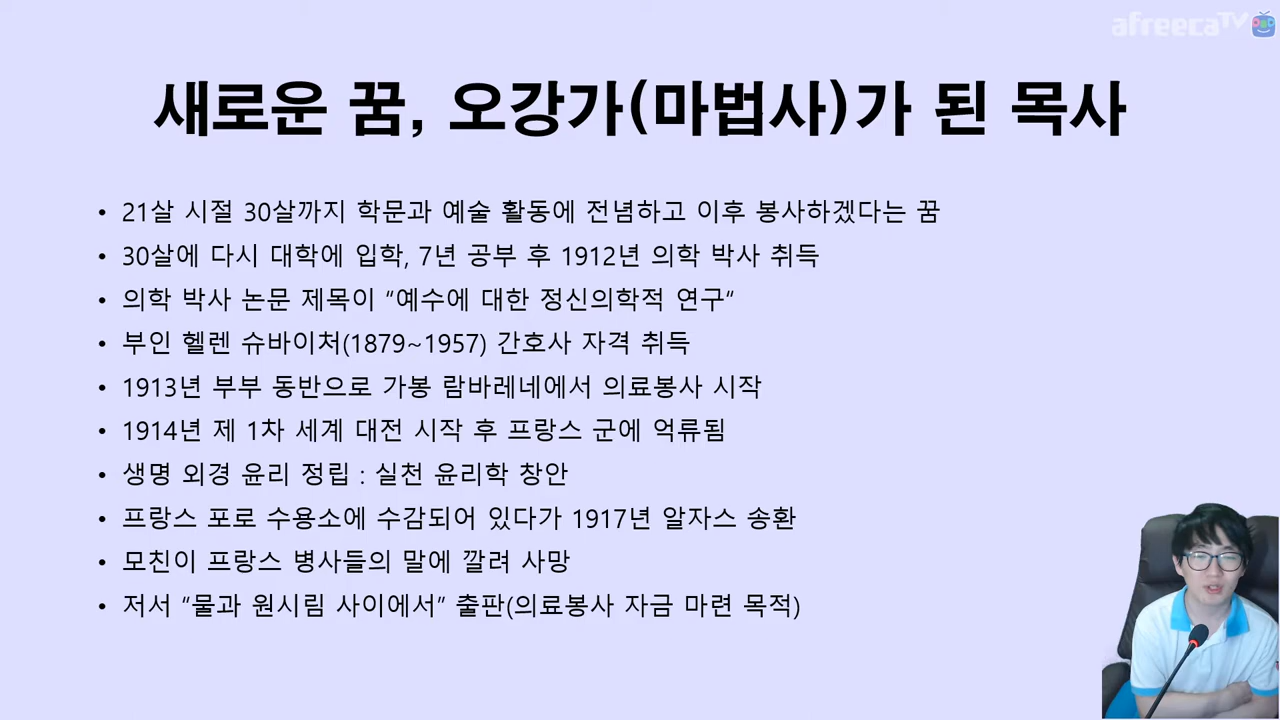 afreecaTV
새로운 꿈, 오강가(마법사)가 된 목사
• 21살 시절 30살까지 학문과 예술 활동에 전념하고 이후 봉사하겠다는 꿈
• 30살에 다시 대학에 입학, 7년 공부 후 1912년 의학 박사 취득
• 의학 박사 논문 제목이 “예수에 대한 정신의학적 연구“
• 부인 헬렌 슈바이처(1879~1957) 간호사 자격 취득
• 1913년 부부 동반으로 가봉 람바레네에서 의료봉사 시작
• 1914년 제 1차 세계 대전 시작 후 프랑스 군에 억류됨
• 생명 외경 윤리 정립 : 실천 윤리학 창안
• 프랑스 포로 수용소에 수감되어 있다가 1917년 알자스 송환
• 모친이 프랑스 병사들의 말에 깔려 사망
• 저서 “물과 원시림 사이에서” 출판(의료봉사 자금 마련 목적)